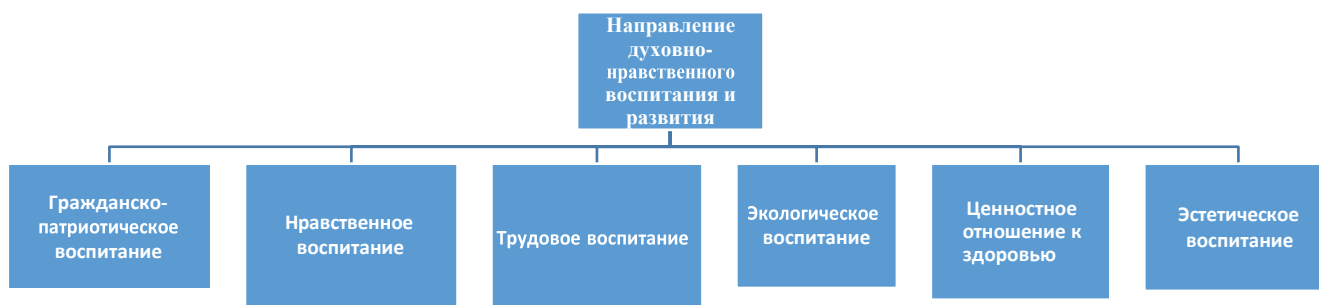 Направление
духовно-
нравственного
воспитания и
развития
Гражданско-
патриотическое
воспитание
Нравственное
воспитание
Трудовое воспитание
Экологическое
воспитание
Ценностное
отношение к
здоровью
Эстетическое
воспитание